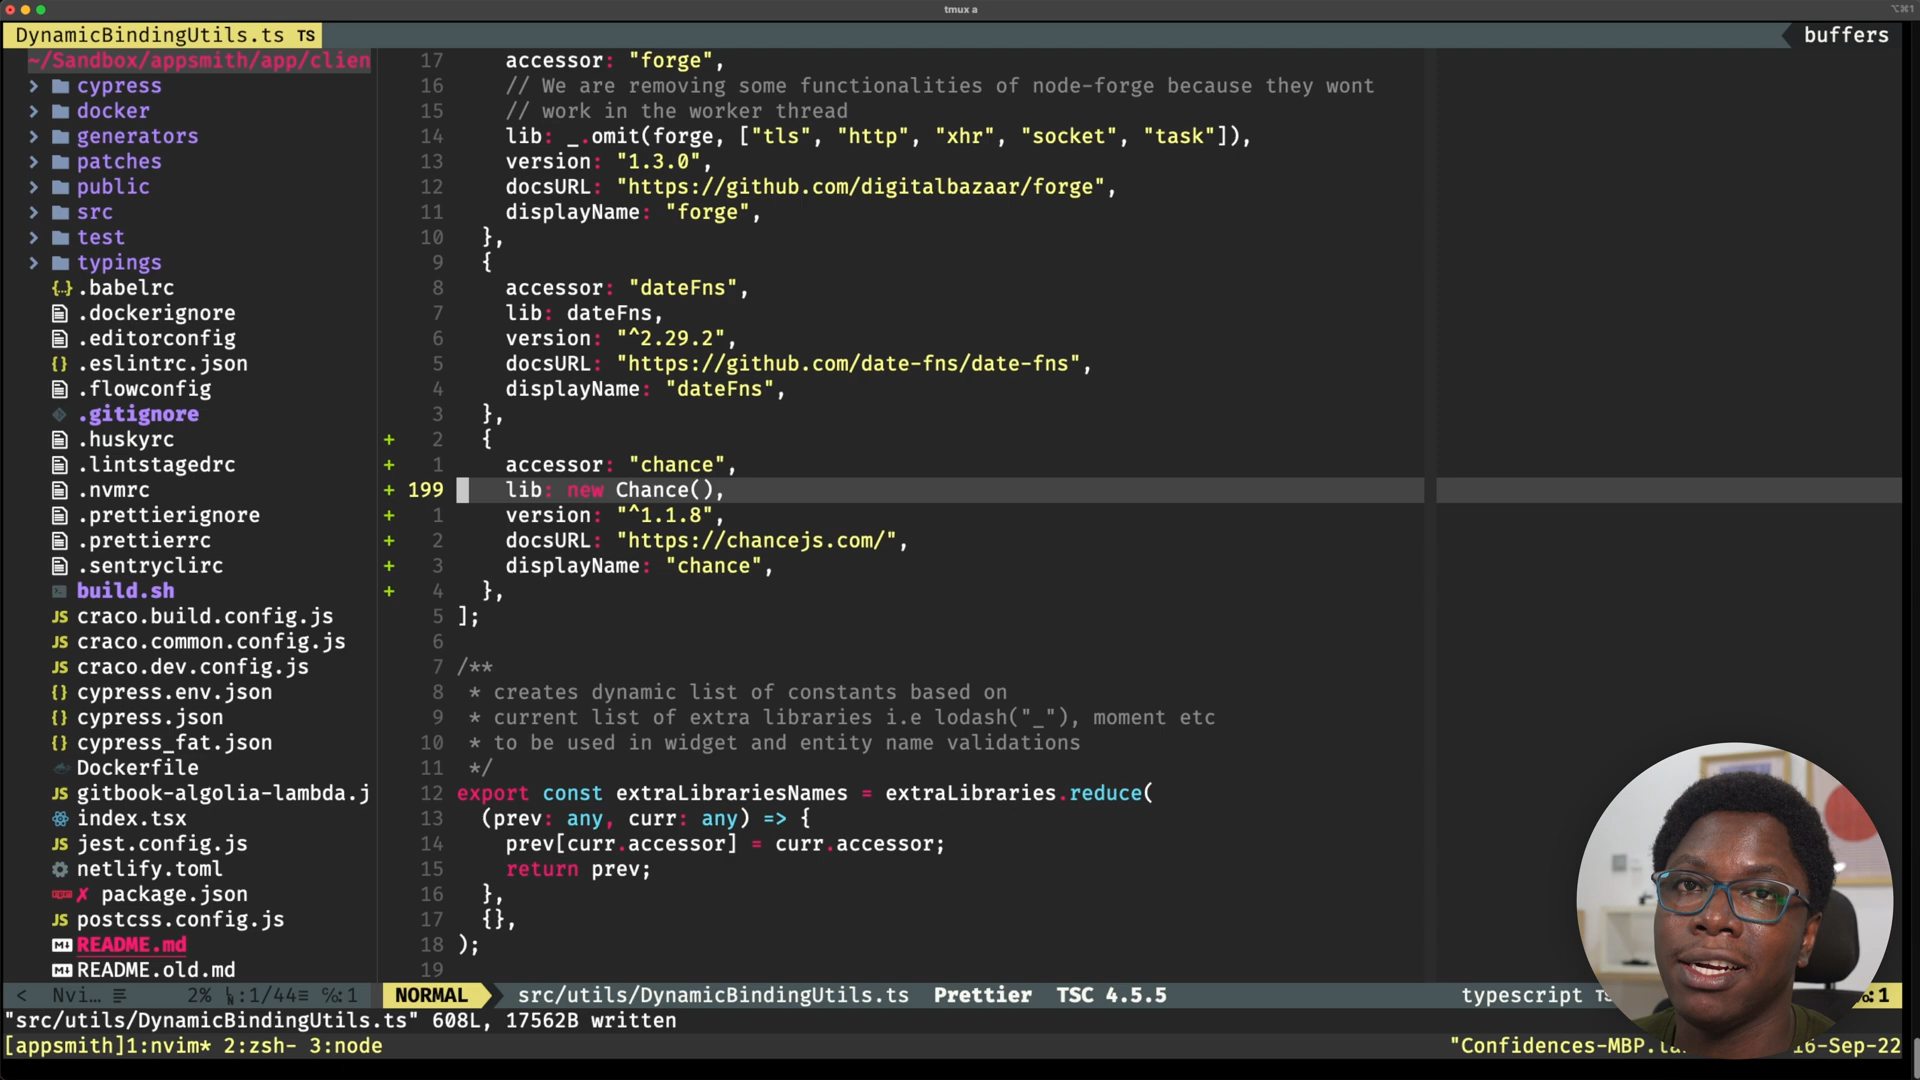 tmux a
⌥⌘1
DynamicBindingUtils.ts TS
buffers
~/Sandbox/appsmith/app/clien
cypress
docker
generators
patches
public
src
test
typings
.babelrc
.dockerignore
.editorconfig
.eslintrc.json
.flowconfig
.gitignore
.huskyrc
.lintstagedrc
.nvmrc
.prettierignore
.prettierrc
.sentryclirc
build.sh
craco.build.config.js
craco.common.config.js
craco.dev.config.js
cypress.env.json
cypress.json
cypress_fat.json
Dockerfile
gitbook-algolia-lambda.j
index.tsx
jest.config.js
netlify.toml
package.json
postcss.config.js
README.md
README.old.md
17 accessor: "forge",
16 // We are removing some functionalities of node-forge because they wont
15 // work in the worker thread
14 lib: _.omit(forge, ["tls", "http", "xhr", "socket", "task"]),
13 version: "1.3.0",
12 docsURL: "https://github.com/digitalbazaar/forge",
11 displayName: "forge",
10 },
9 {
8 accessor: "dateFns",
7 lib: dateFns,
6 version: "^2.29.2",
5 docsURL: "https://github.com/date-fns/date-fns",
4 displayName: "dateFns",
3 },
+ 2 {
+ 1 accessor: "chance",
+ 199 lib: new Chance(),
+ 1 version: "^1.1.8",
+ 2 docsURL: "https://chancejs.com/",
+ 3 displayName: "chance",
+ 4 },
5 ];
6
7 /**
8 * creates dynamic list of constants based on
9 * current list of extra libraries i.e lodash("_"), moment etc
10 * to be used in widget and entity name validations
11 */
12 export const extraLibrariesNames = extraLibraries.reduce(
13 (prev: any, curr: any) => {
14 prev[curr.accessor] = curr.accessor;
15 return prev;
16 },
17 {},
18 );
19
< Nvi… 2% :1/44 ℅:1 NORMAL src/utils/DynamicBindingUtils.ts Prettier TSC 4.5.5 typescript :1
"src/utils/DynamicBindingUtils.ts" 608L, 17562B written
[appsmith]1:nvim* 2:zsh- 3:node "Confidences-MBP. 16-Sep-22